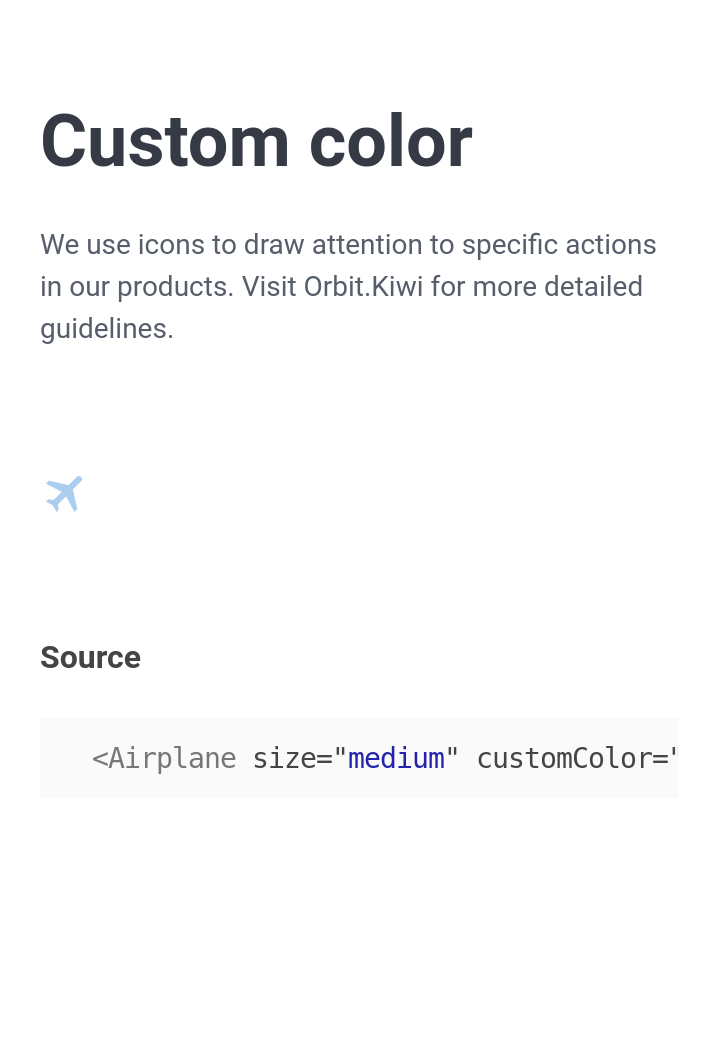 Custom color
We use icons to draw attention to specific actions
in our products. Visit Orbit.Kiwi for more detailed
guidelines.
Source
<Airplane size="medium" customColor="